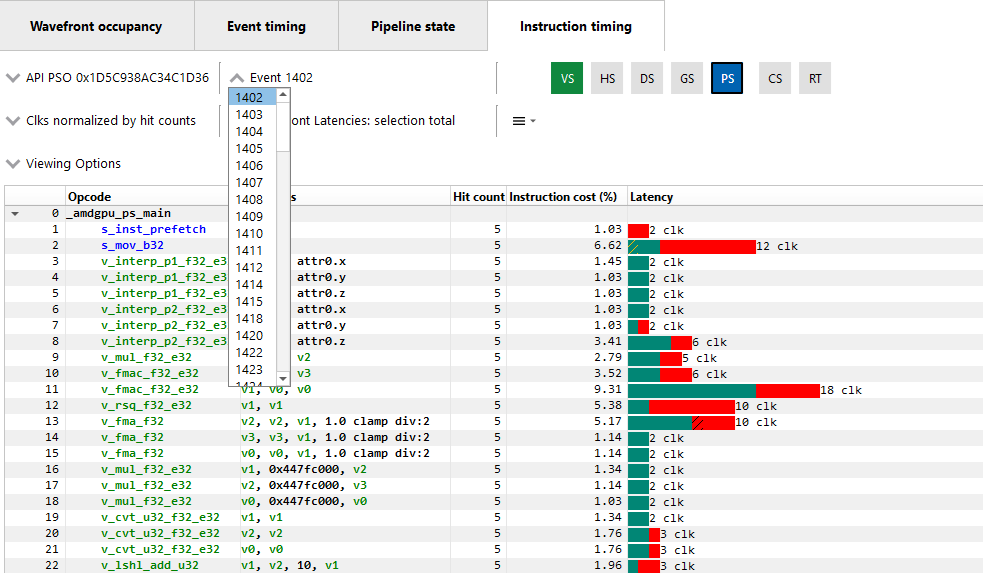 Wavefront occupancy Event timing Pipeline state Instruction timing
API PSO 0x1D5C938AC34C1D36 Event 1402 VS HS DS GS PS CS RT
1402
1403
Clks normalized by hit counts 1404 ont Latencies: selection total
1405
Viewing Options 1406
1407
1408
Opcode 1409 s Hit count Instruction cost (%) Latency
0 _amdgpu_ps_main 1410
1 s_inst_prefetch 5 1.03 2 clk
2 s_mov_b32 1411 5 6.62 12 clk
3 v_interp_p1_f32_e3 1412 attr0.x 5 1.45 2 clk
4 v_interp_p1_f32_e3 1414 attr0.y 5 1.03 2 clk
5 v_interp_p1_f32_e3 1415 attr0.z 5 1.03 2 clk
6 v_interp_p2_f32_e3 1418 attr0.x 5 1.03 2 clk
7 v_interp_p2_f32_e3 1420 attr0.y 5 1.03 2 clk
8 v_interp_p2_f32_e3 attr0.z 5 3.41 6 clk
9 v_mul_f32_e32 1422 v2 5 2.79 5 clk
10 v_fmac_f32_e32 1423 v3 5 3.52 6 clk
11 v_fmac_f32_e32 1424 v1, v0, v0 5 9.31 18 clk
12 v_rsq_f32_e32 v1, v1 5 5.38 10 clk
13 v_fma_f32 v2, v2, v1, 1.0 clamp div:2 5 5.17 10 clk
14 v_fma_f32 v3, v3, v1, 1.0 clamp div:2 5 1.14 2 clk
15 v_fma_f32 v0, v0, v1, 1.0 clamp div:2 5 1.14 2 clk
16 v_mul_f32_e32 v1, 0x447fc000, v2 5 1.34 2 clk
17 v_mul_f32_e32 v2, 0x447fc000, v3 5 1.14 2 clk
18 v_mul_f32_e32 v0, 0x447fc000, v0 5 1.03 2 clk
19 v_cvt_u32_f32_e32 v1, v1 5 1.34 2 clk
20 v_cvt_u32_f32_e32 v2, v2 5 1.76 3 clk
21 v_cvt_u32_f32_e32 v0, v0 5 1.76 3 clk
22 v_lshl_add_u32 v1, v2, 10, v1 5 1.96 3 clk